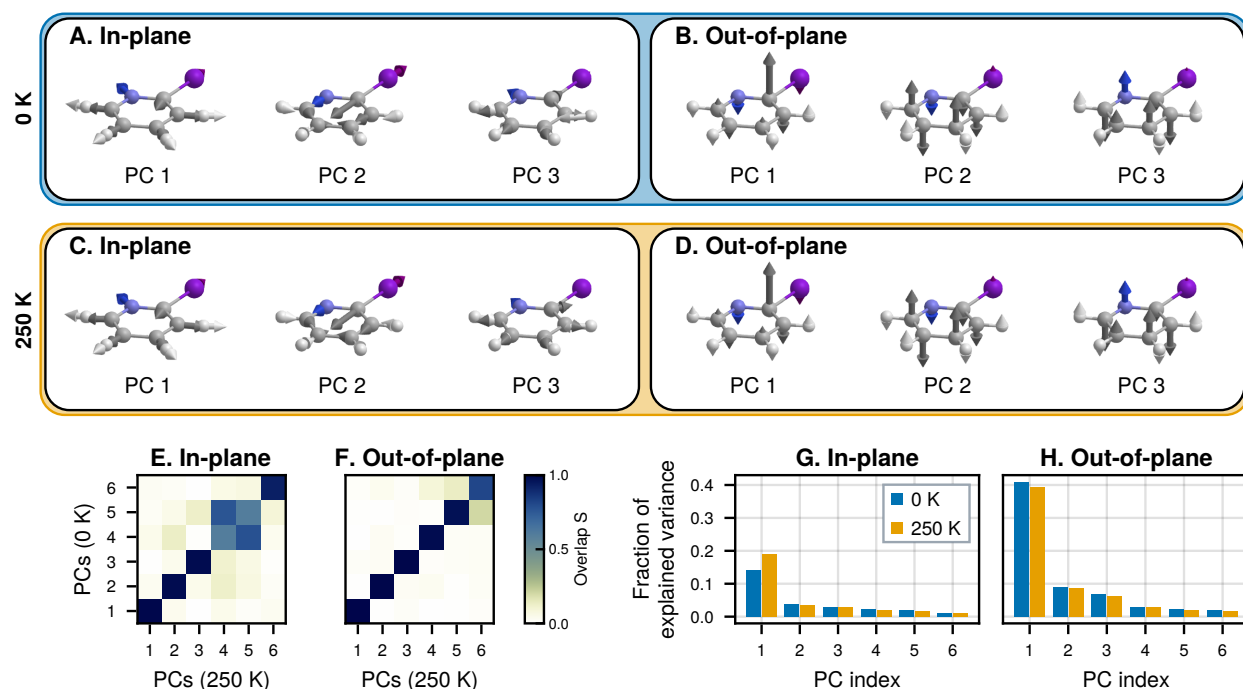 A. In-plane
B. Out-of-plane
0 K
PC 1
PC 2
PC 3
PC 1
PC 2
PC 3
C. In-plane
D. Out-of-plane
250 K
PC 1
PC 2
PC 3
PC 1
PC 2
PC 3
E. In-plane
PCs (0 K)
6
5
4
3
2
1
1 2 3 4 5 6
PCs (250 K)
F. Out-of-plane
1 2 3 4 5 6
PCs (250 K)
1.0
0.5
0.0
Overlap S
G. In-plane
Fraction of
explained variance
0.4
0.3
0.2
0.1
0.0
0 K
250 K
1 2 3 4 5 6
PC index
H. Out-of-plane
1 2 3 4 5 6
PC index